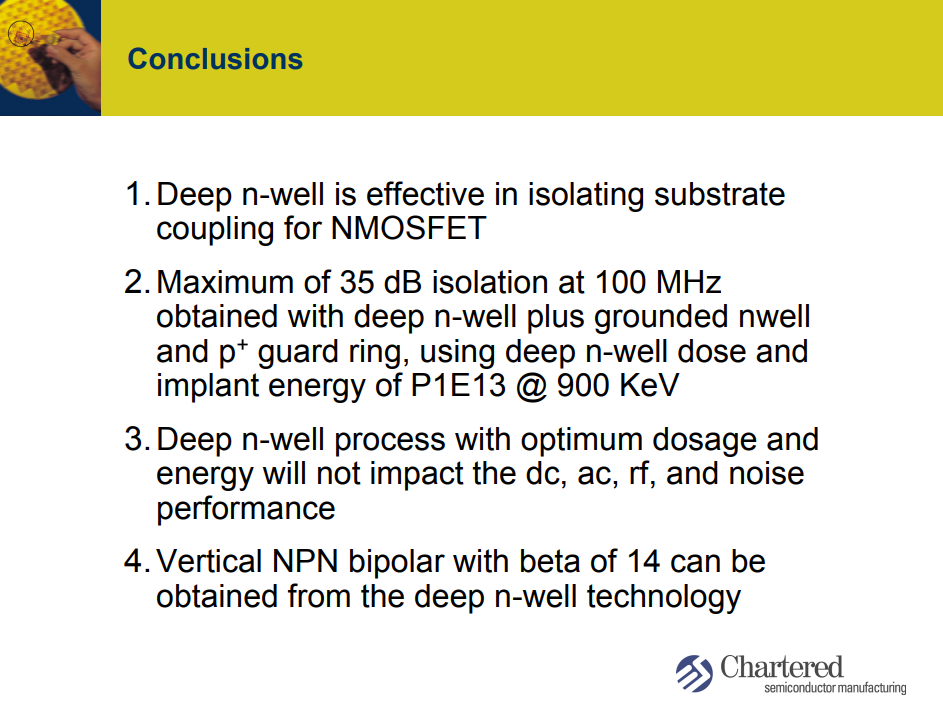 Conclusions
1. Deep n-well is effective in isolating substrate
coupling for NMOSFET
2. Maximum of 35 dB isolation at 100 MHz
obtained with deep n-well plus grounded nwell
and p⁺ guard ring, using deep n-well dose and
implant energy of P1E13 @ 900 KeV
3. Deep n-well process with optimum dosage and
energy will not impact the dc, ac, rf, and noise
performance
4. Vertical NPN bipolar with beta of 14 can be
obtained from the deep n-well technology
Chartered
semiconductor manufacturing